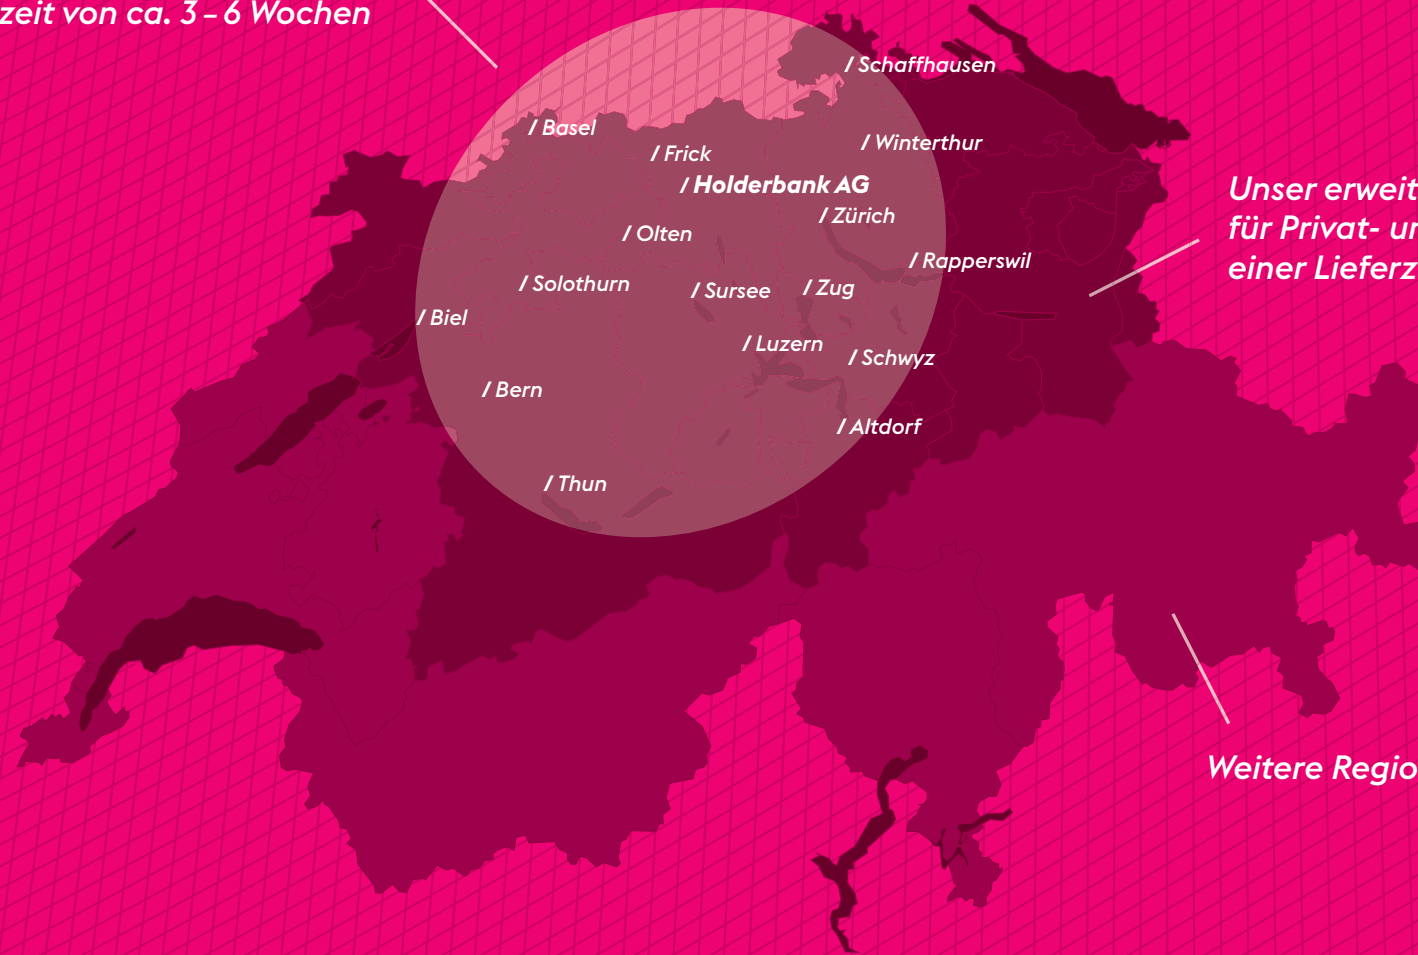 zeit von ca. 3 – 6 Wochen
/ Schaffhausen
/ Basel
/ Winterthur
/ Frick
/ Holderbank AG
Unser erweit
/ Zürich
für Privat- ur
/ Olten
/ Rapperswil
einer Lieferz
/ Solothurn
/ Sursee
/ Zug
/ Biel
/ Luzern
/ Schwyz
/ Bern
/ Altdorf
/ Thun
Weitere Regio